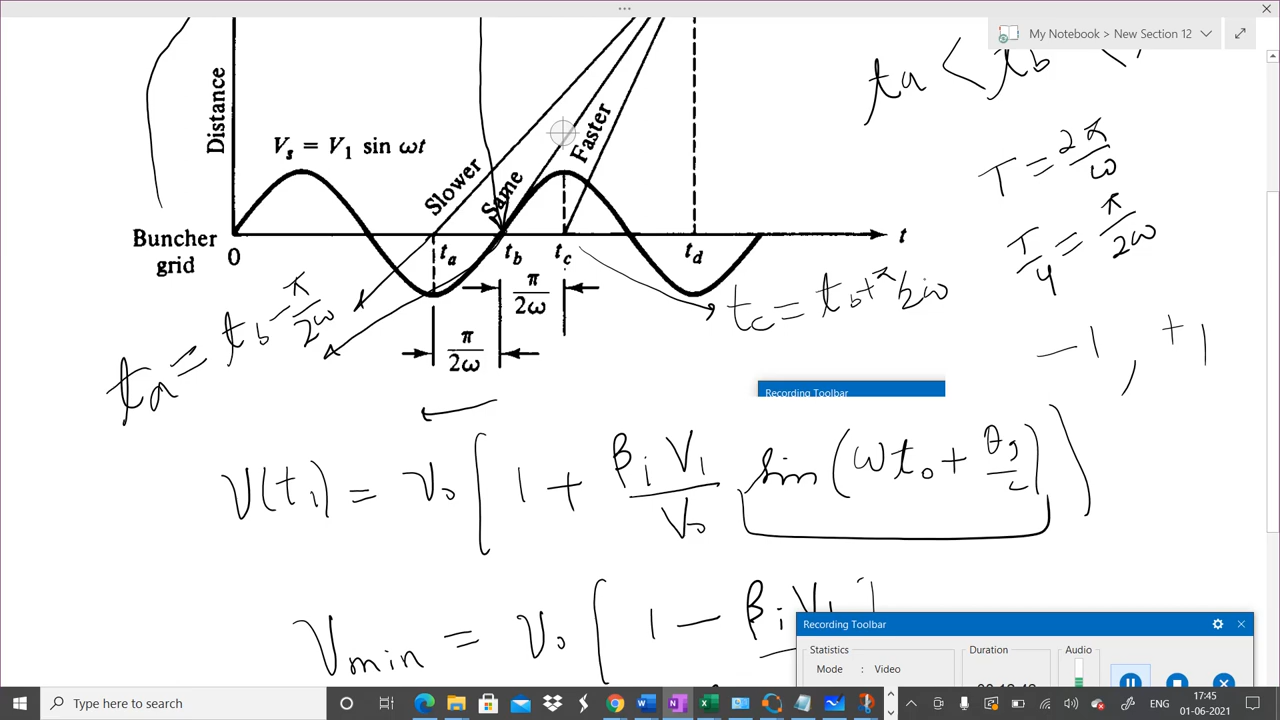 My Notebook > New Section 12
ta < tb <
Distance
Vs = V1 sin ωt
Slower
Same
Faster
T = 2π/ω
T/4 = π/2ω
Buncher grid
0
ta
tb
tc
td
t
π/2ω
π/2ω
ta = tb - π/2ω
tc = tb + π/2ω
-1, +1
Recording Toolbar
v(t1) = v0 [1 + βi V1/V0 sin(ωt0 + θg/2)]
vmin = v0 [1 - βi V1
Recording Toolbar
Statistics
Duration
Audio
Mode : Video
Type here to search
ENG
17:45
01-06-2021